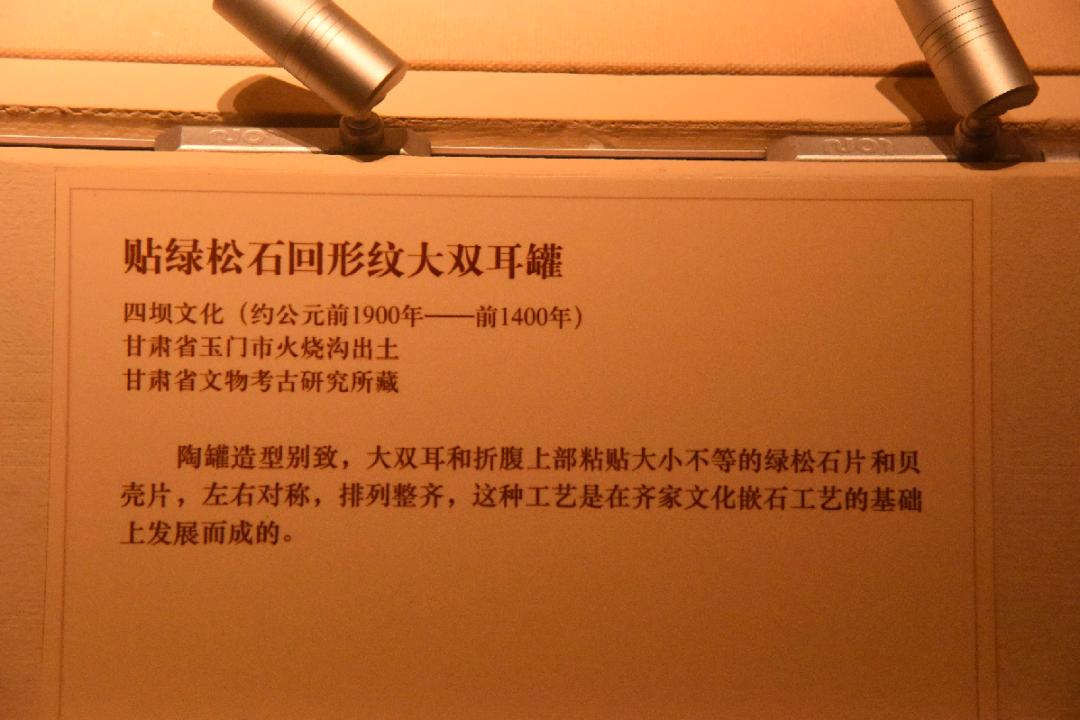 贴绿松石回形纹大双耳罐
四坝文化（约公元前1900年——前1400年）
甘肃省玉门市火烧沟出土
甘肃省文物考古研究所藏
陶罐造型别致，大双耳和折腹上部粘贴大小不等的绿松石片和贝
壳片，左右对称，排列整齐，这种工艺是在齐家文化嵌石工艺的基础
上发展而成的。